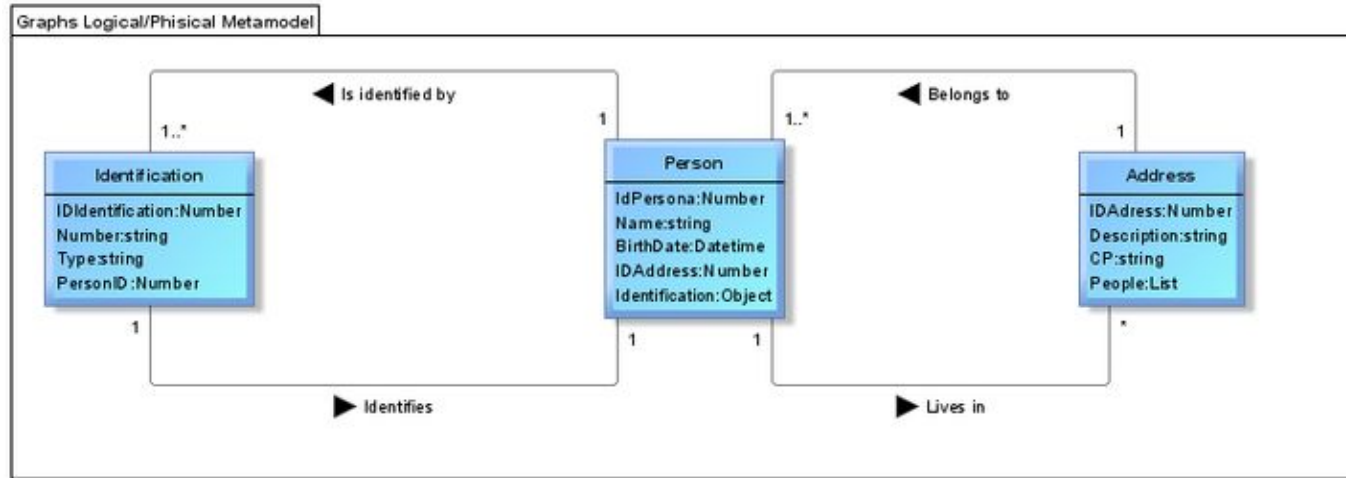 Graphs Logical/Phisical Metamodel
Is identified by
Belongs to
1..*
1
1..*
1
Identification
IDIdentification:Number
Number:string
Type:string
PersonID:Number
Person
IdPersona:Number
Name:string
BirthDate:Datetime
IDAddress:Number
Identification:Object
Address
IDAdress:Number
Description:string
CP:string
People:List
1
1
1
*
Identifies
Lives in